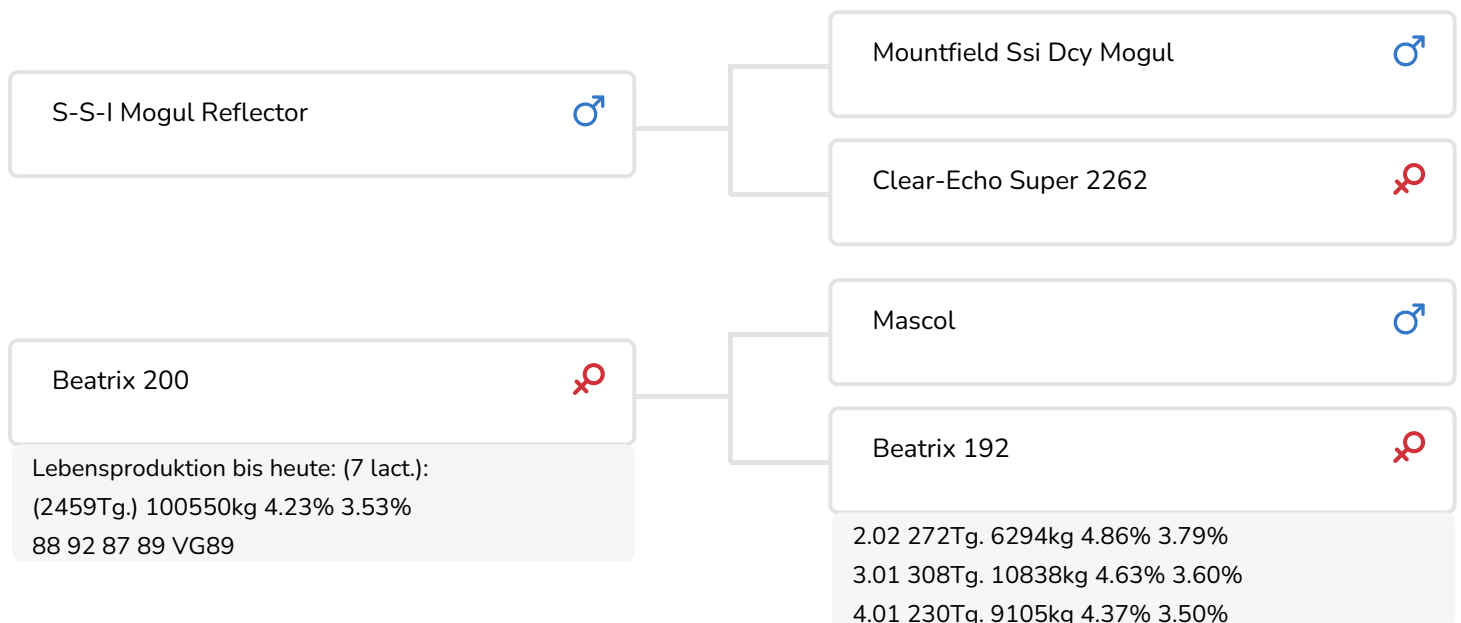 S-S-I Mogul Reflector
Mountfield Ssi Dcy Mogul
Clear-Echo Super 2262
Beatrix 200
Lebensproduktion bis heute: (7 lact.):
(2459Tg.) 100550kg 4.23% 3.53%
88 92 87 89 VG89
Mascol
Beatrix 192
2.02 272Tg. 6294kg 4.86% 3.79%
3.01 308Tg. 10838kg 4.63% 3.60%
4.01 230Tg. 9105kg 4.37% 3.50%